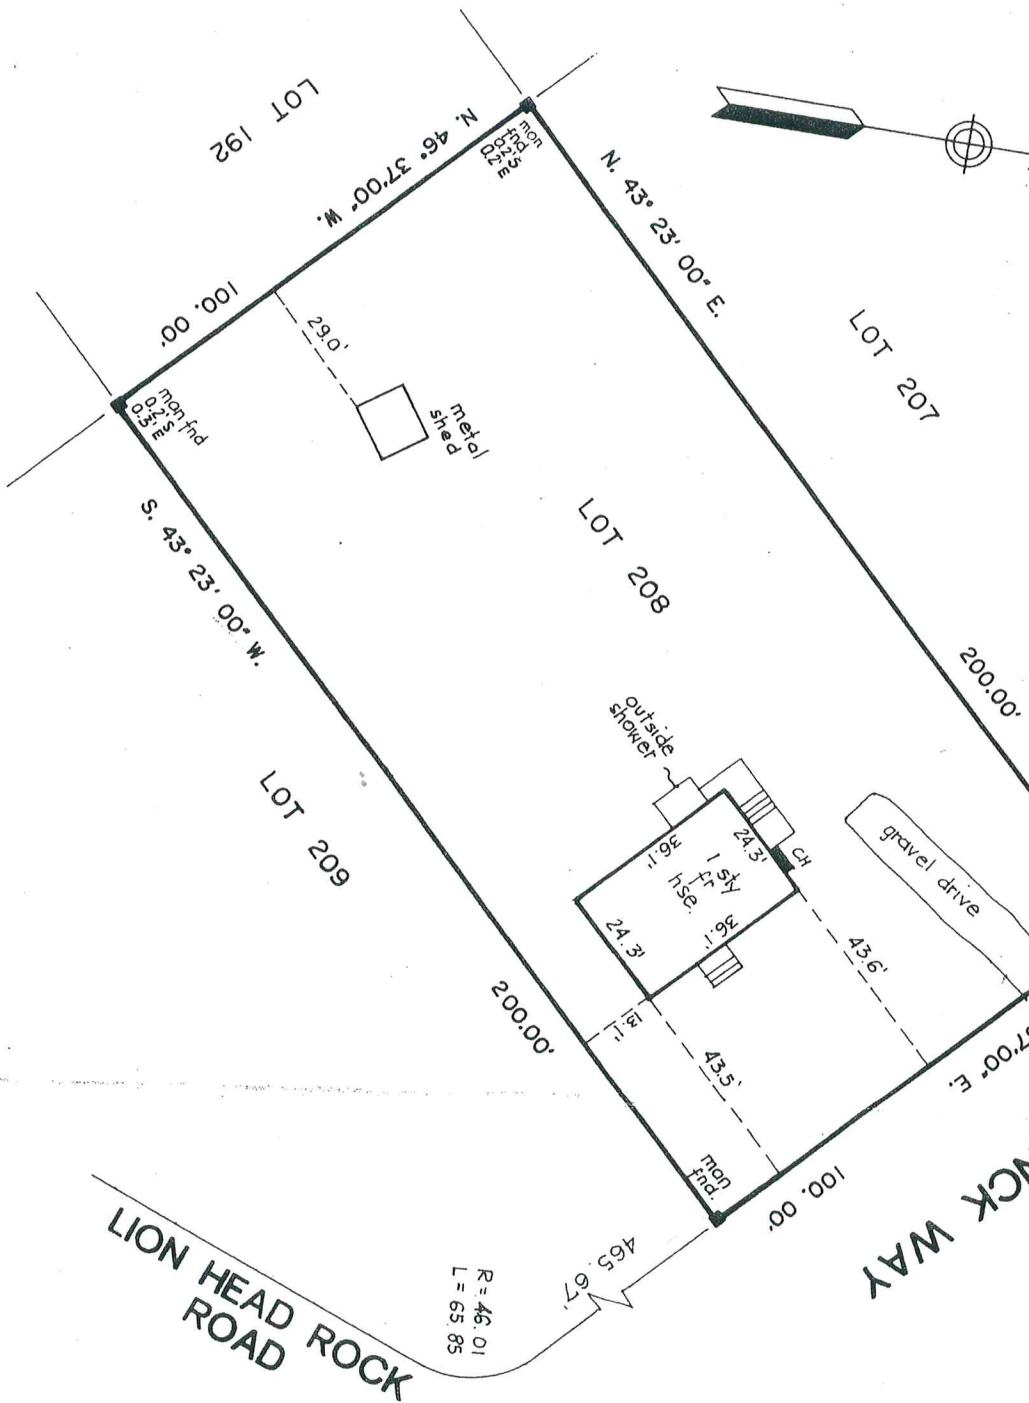 LOT 192
N. 46° 37'00" W.
100.00'
mon
fnd
0.2'S
0.2'E
N. 43° 23' 00" E.
LOT 207
29.0'
metal
shed
mon fnd
0.2'S
0.3'E
S. 43° 23' 00" W.
LOT 208
200.00'
outside
shower
24.3'
CH
36.1'
1 sty
fr
hse.
gravel drive
LOT 209
24.3'
36.1'
43.6'
200.00'
13.1'
43.5'
7'00" E.
mon
fnd.
100.00'
NCK WAY
465.67'
R = 46.01
L = 65.85
LION HEAD ROCK
ROAD